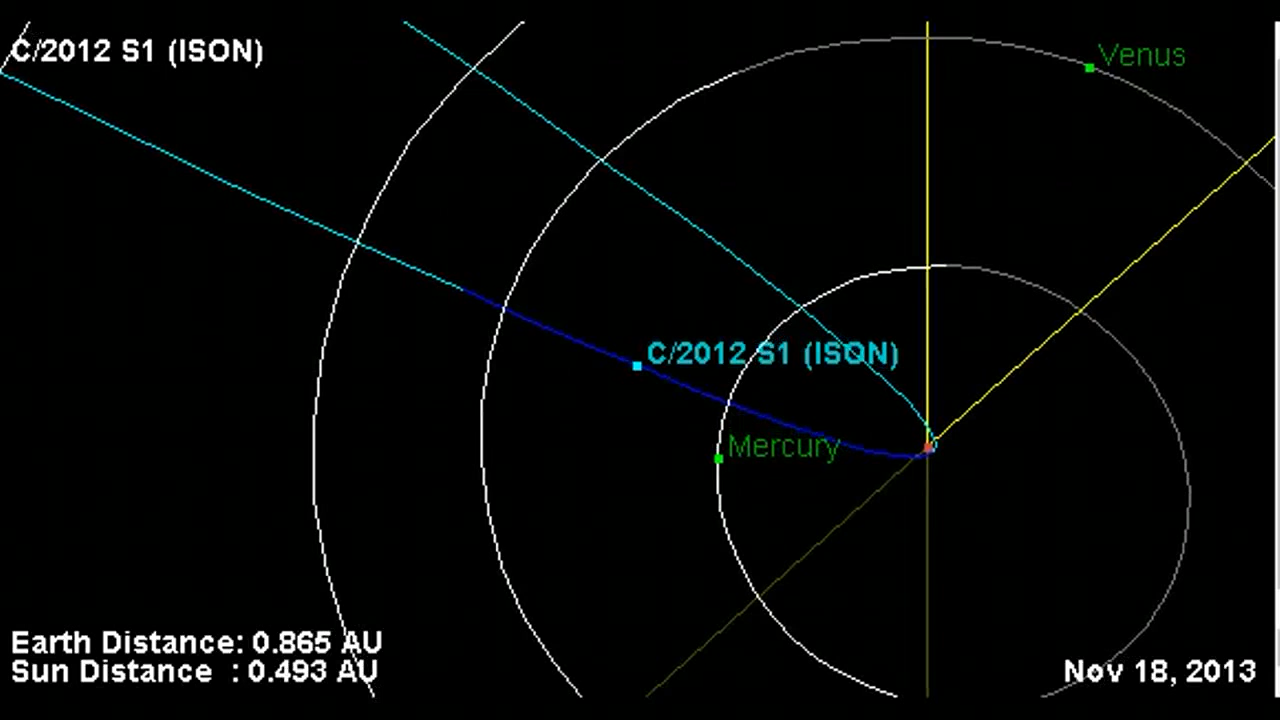 C/2012 S1 (ISON)
Venus
C/2012 S1 (ISON)
Mercury
Earth Distance: 0.865 AU
Sun Distance : 0.493 AU
Nov 18, 2013